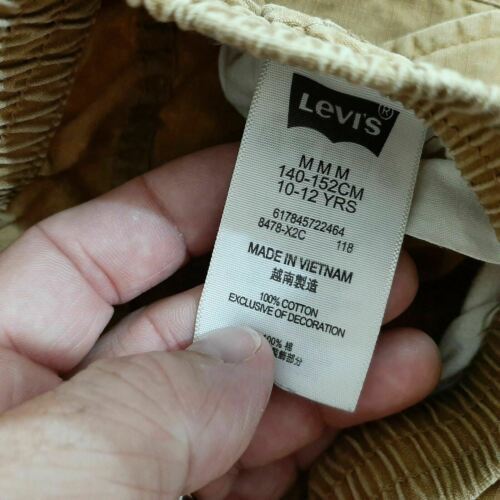 LEVI'S®
M M M
140-152CM
10-12 YRS
617845722464
8478-X2C 118
MADE IN VIETNAM
越南製造
100% COTTON
EXCLUSIVE OF DECORATION
100% 棉